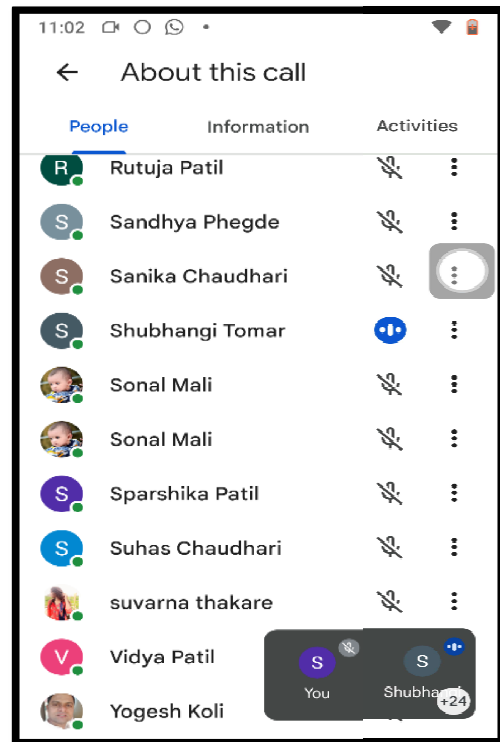 11:02
About this call
People Information Activities
R Rutuja Patil
S Sandhya Phegde
S Sanika Chaudhari
S Shubhangi Tomar
Sonal Mali
Sonal Mali
S Sparshika Patil
S Suhas Chaudhari
suvarna thakare
V Vidya Patil
Yogesh Koli
S S
You Shubha
+24